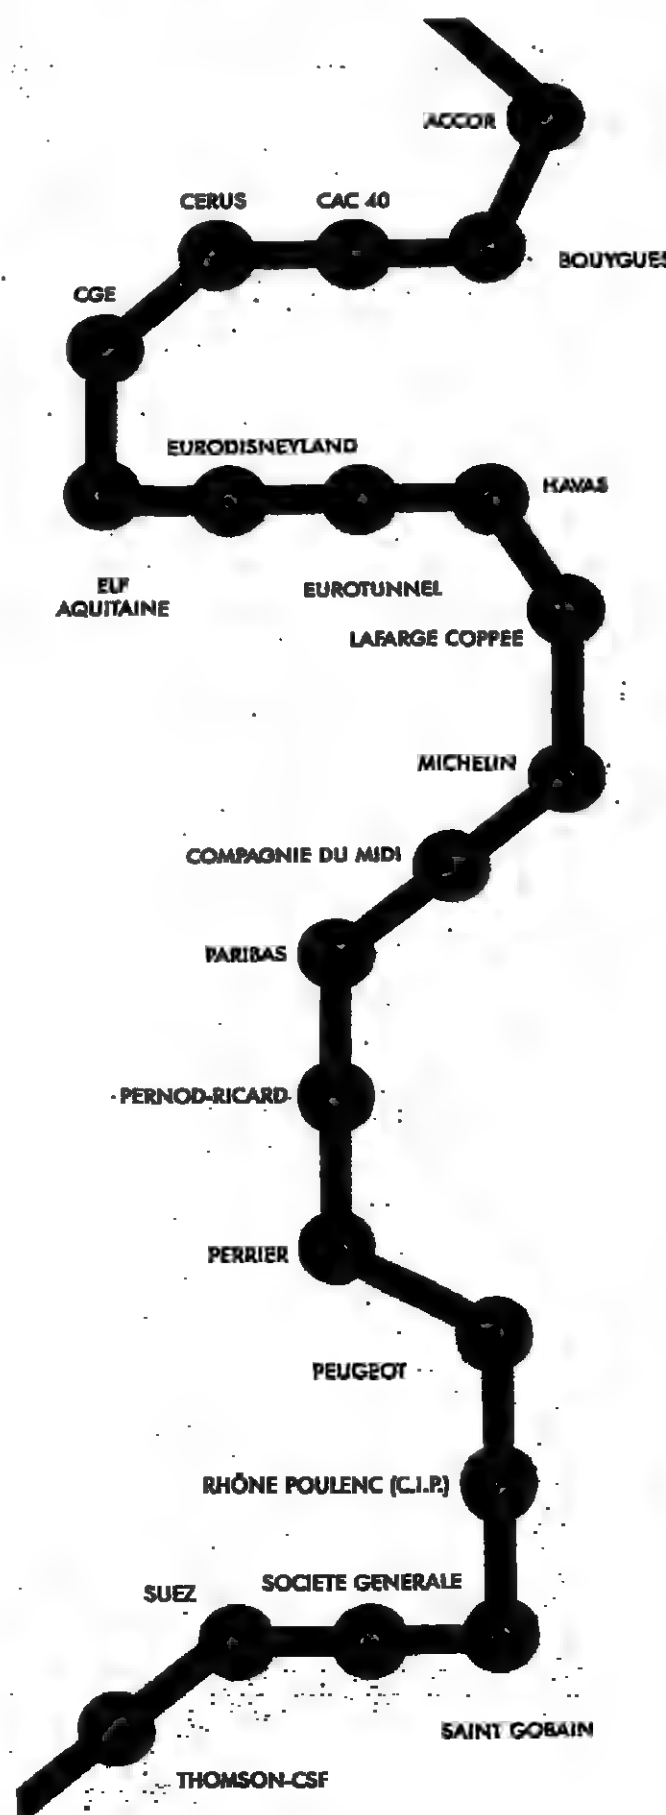 ACCOR
CERUS
CAC 40
BOUYGUES
CGE
EURODISNEYLAND
HAVAS
ELF
AQUITAINE
EUROTUNNEL
LAFARGE COPPEE
MICHELIN
COMPAGNIE DU MIDI
PARIBAS
PERNOD-RICARD
PERRIER
PEUGEOT
RHÔNE POULENC (C.I.P.)
SOCIETE GENERALE
SUEZ
SAINT GOBAIN
THOMSON-CSF